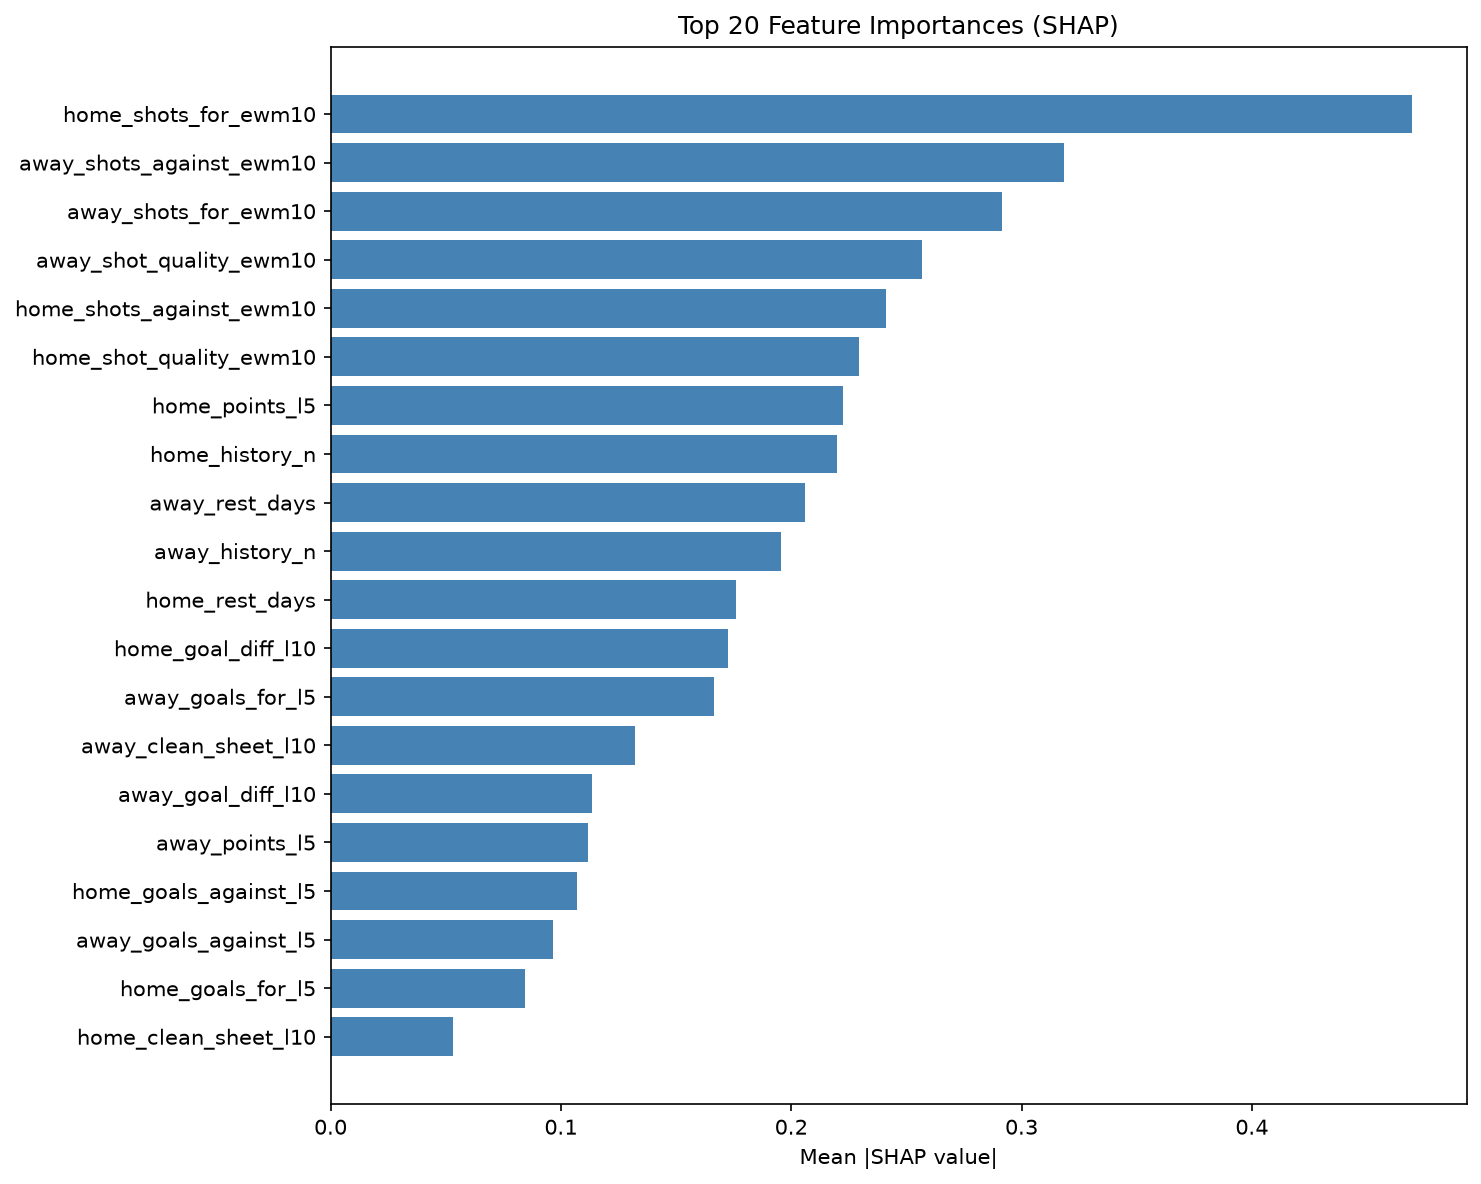 Top 20 Feature Importances (SHAP)
home_shots_for_ewm10
away_shots_against_ewm10
away_shots_for_ewm10
away_shot_quality_ewm10
home_shots_against_ewm10
home_shot_quality_ewm10
home_points_l5
home_history_n
away_rest_days
away_history_n
home_rest_days
home_goal_diff_l10
away_goals_for_l5
away_clean_sheet_l10
away_goal_diff_l10
away_points_l5
home_goals_against_l5
away_goals_against_l5
home_goals_for_l5
home_clean_sheet_l10
0.0 0.1 0.2 0.3 0.4
Mean |SHAP value|